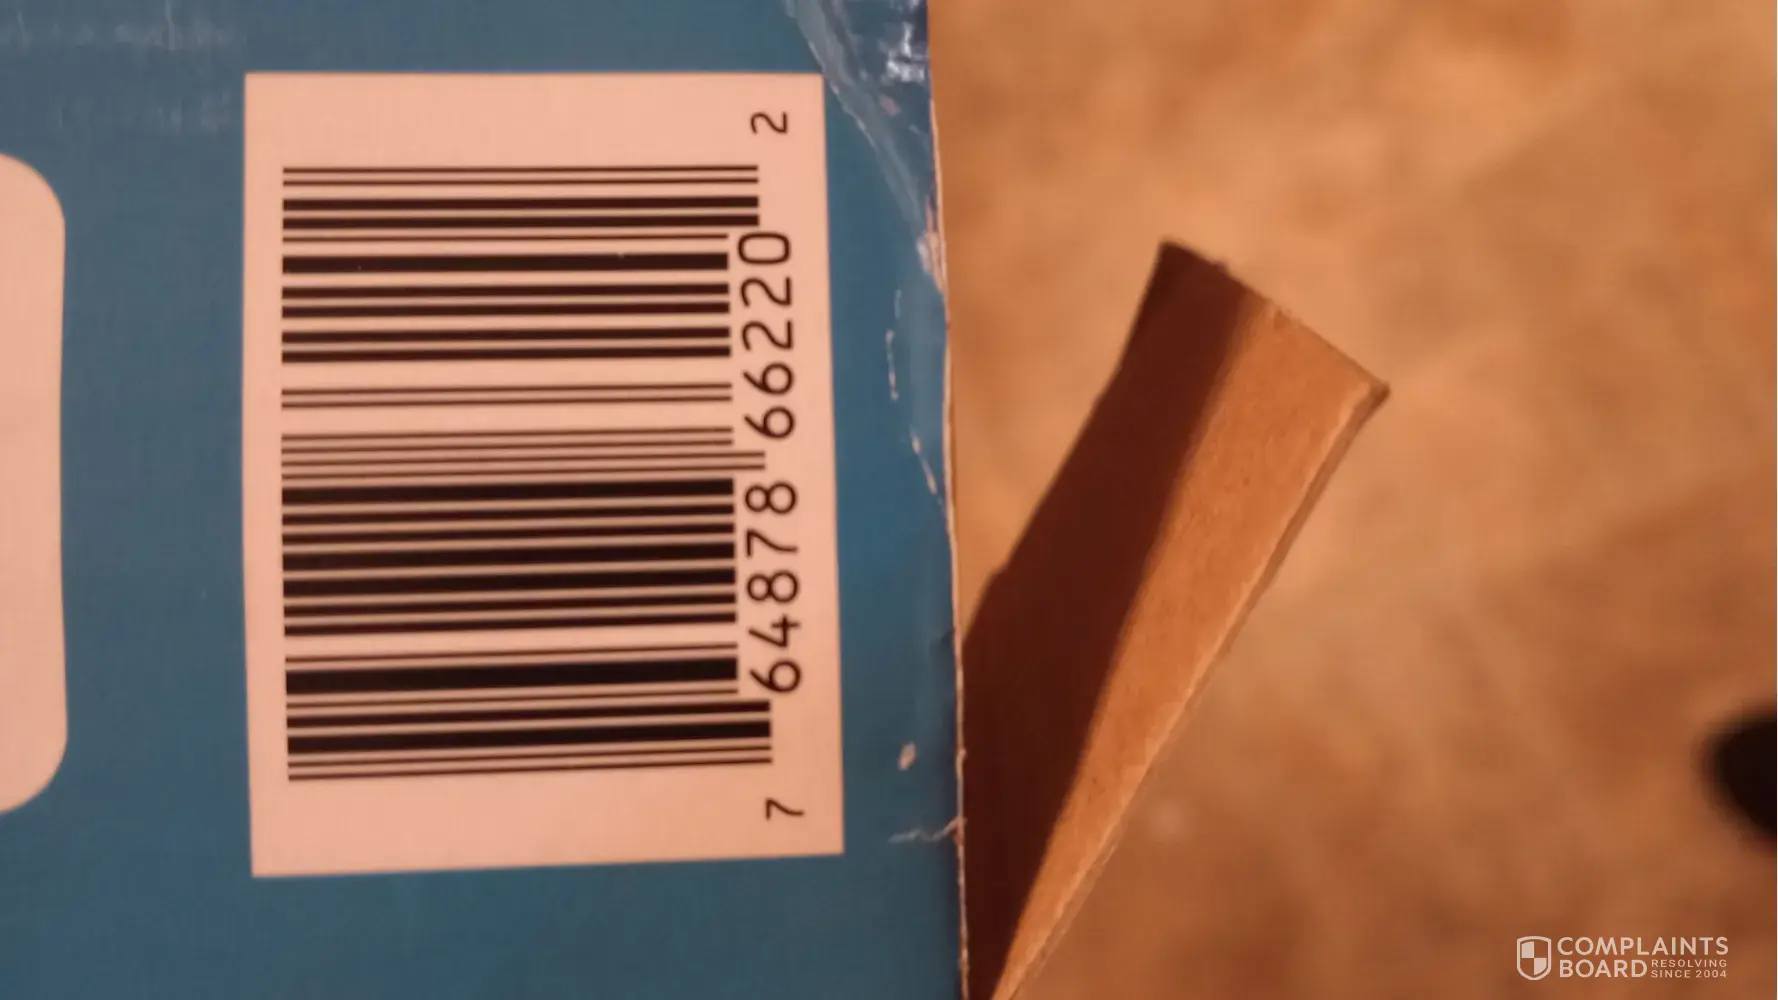 7 64878 66220 2
COMPLAINTS
BOARD RESOLVING
SINCE 2004